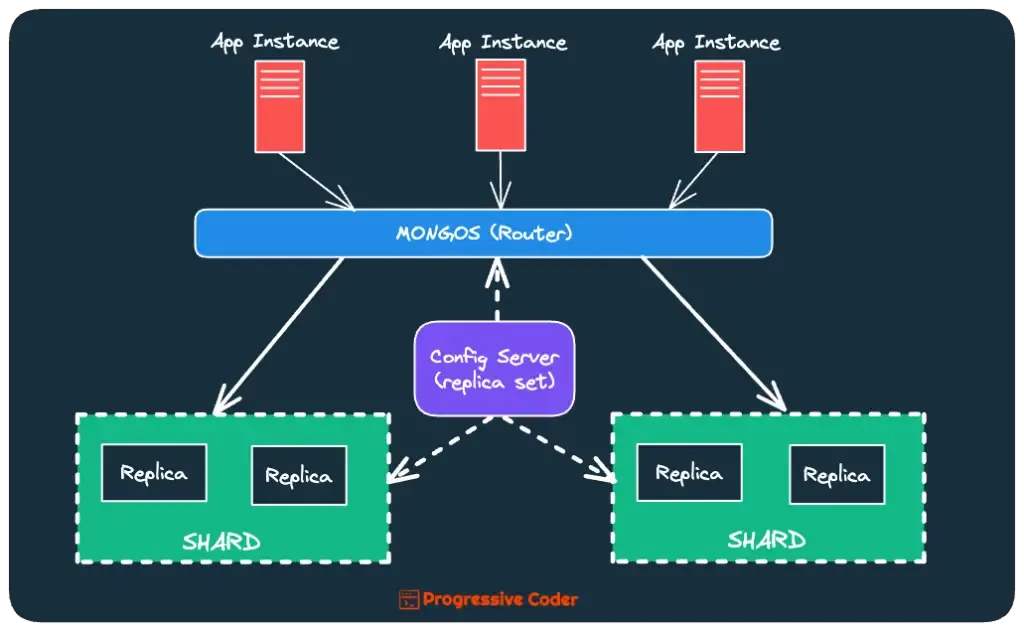 App Instance
App Instance
App Instance
MONGOS (Router)
Config Server
(replica set)
Replica
Replica
SHARD
Replica
Replica
SHARD
Progressive Coder